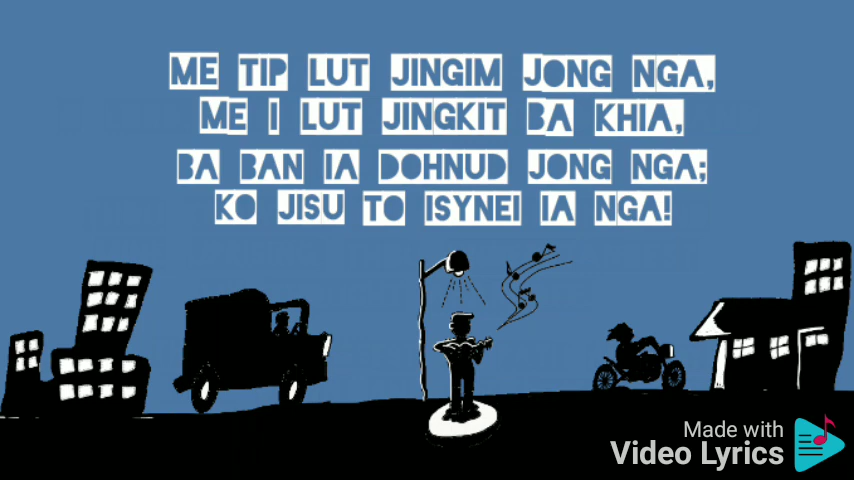 ME TIP LUT JINGIM JONG NGA,
ME I LUT JINGKIT BA KHIA,
BA BAN IA DOHNUD JONG NGA;
KO JISU TO ISYNEI IA NGA!
Made with
Video Lyrics